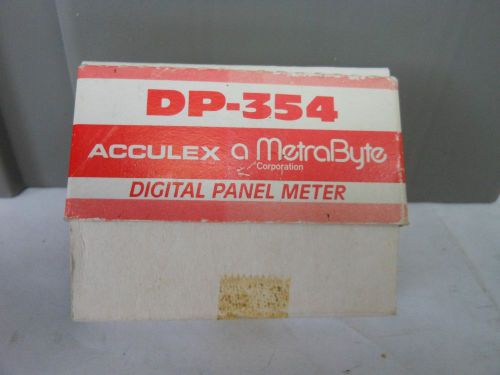 DP-354
ACCULEX a MetraByte
Corporation
DIGITAL PANEL METER